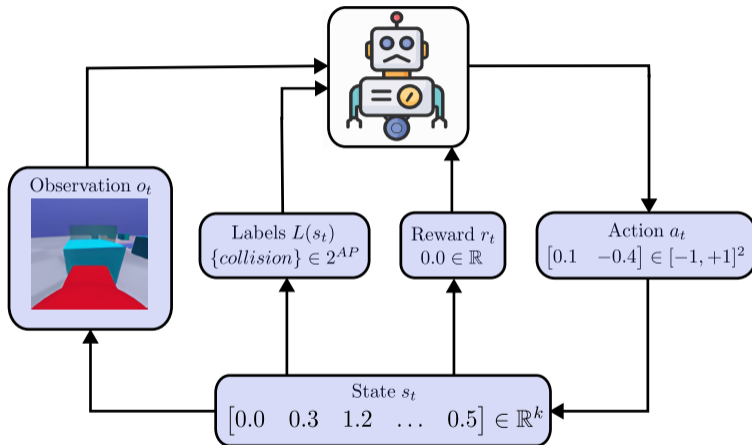 Observation $o_t$
Labels $L(s_t)$
$\{collision\} \in 2^{AP}$
Reward $r_t$
$0.0 \in \mathbb{R}$
Action $a_t$
$[0.1 \quad -0.4] \in [-1, +1]^2$
State $s_t$
$[0.0 \quad 0.3 \quad 1.2 \quad \ldots \quad 0.5] \in \mathbb{R}^k$